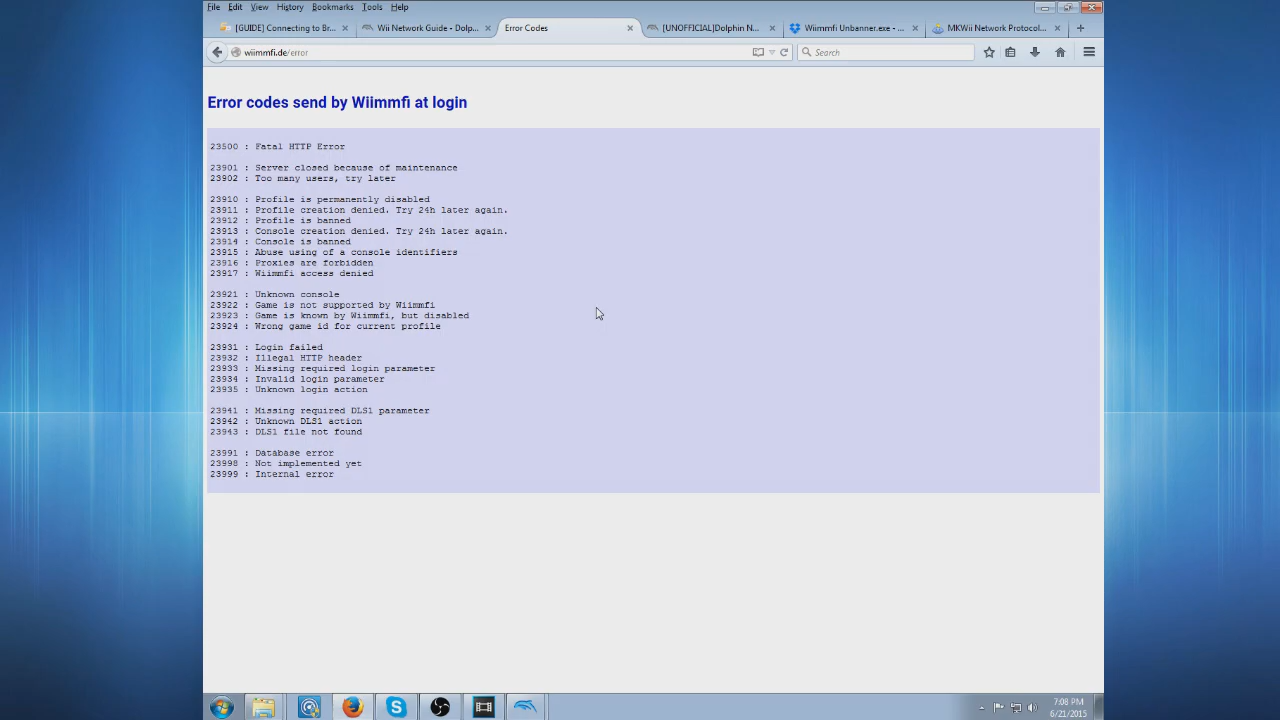 File Edit View History Bookmarks Tools Help
[GUIDE] Connecting to Br... Wii Network Guide - Dolp... Error Codes [UNOFFICIAL]Dolphin N... Wiimmfi Unbanner.exe - ... MKWii Network Protocol...
wiimmfi.de/error Search
Error codes send by Wiimmfi at login
23500 : Fatal HTTP Error
23901 : Server closed because of maintenance
23902 : Too many users, try later
23910 : Profile is permanently disabled
23911 : Profile creation denied. Try 24h later again.
23912 : Profile is banned
23913 : Console creation denied. Try 24h later again.
23914 : Console is banned
23915 : Abuse using of a console identifiers
23916 : Proxies are forbidden
23917 : Wiimmfi access denied
23921 : Unknown console
23922 : Game is not supported by Wiimmfi
23923 : Game is known by Wiimmfi, but disabled
23924 : Wrong game id for current profile
23931 : Login failed
23932 : Illegal HTTP header
23933 : Missing required login parameter
23934 : Invalid login parameter
23935 : Unknown login action
23941 : Missing required DLS1 parameter
23942 : Unknown DLS1 action
23943 : DLS1 file not found
23991 : Database error
23998 : Not implemented yet
23999 : Internal error
7:08 PM
6/21/2015